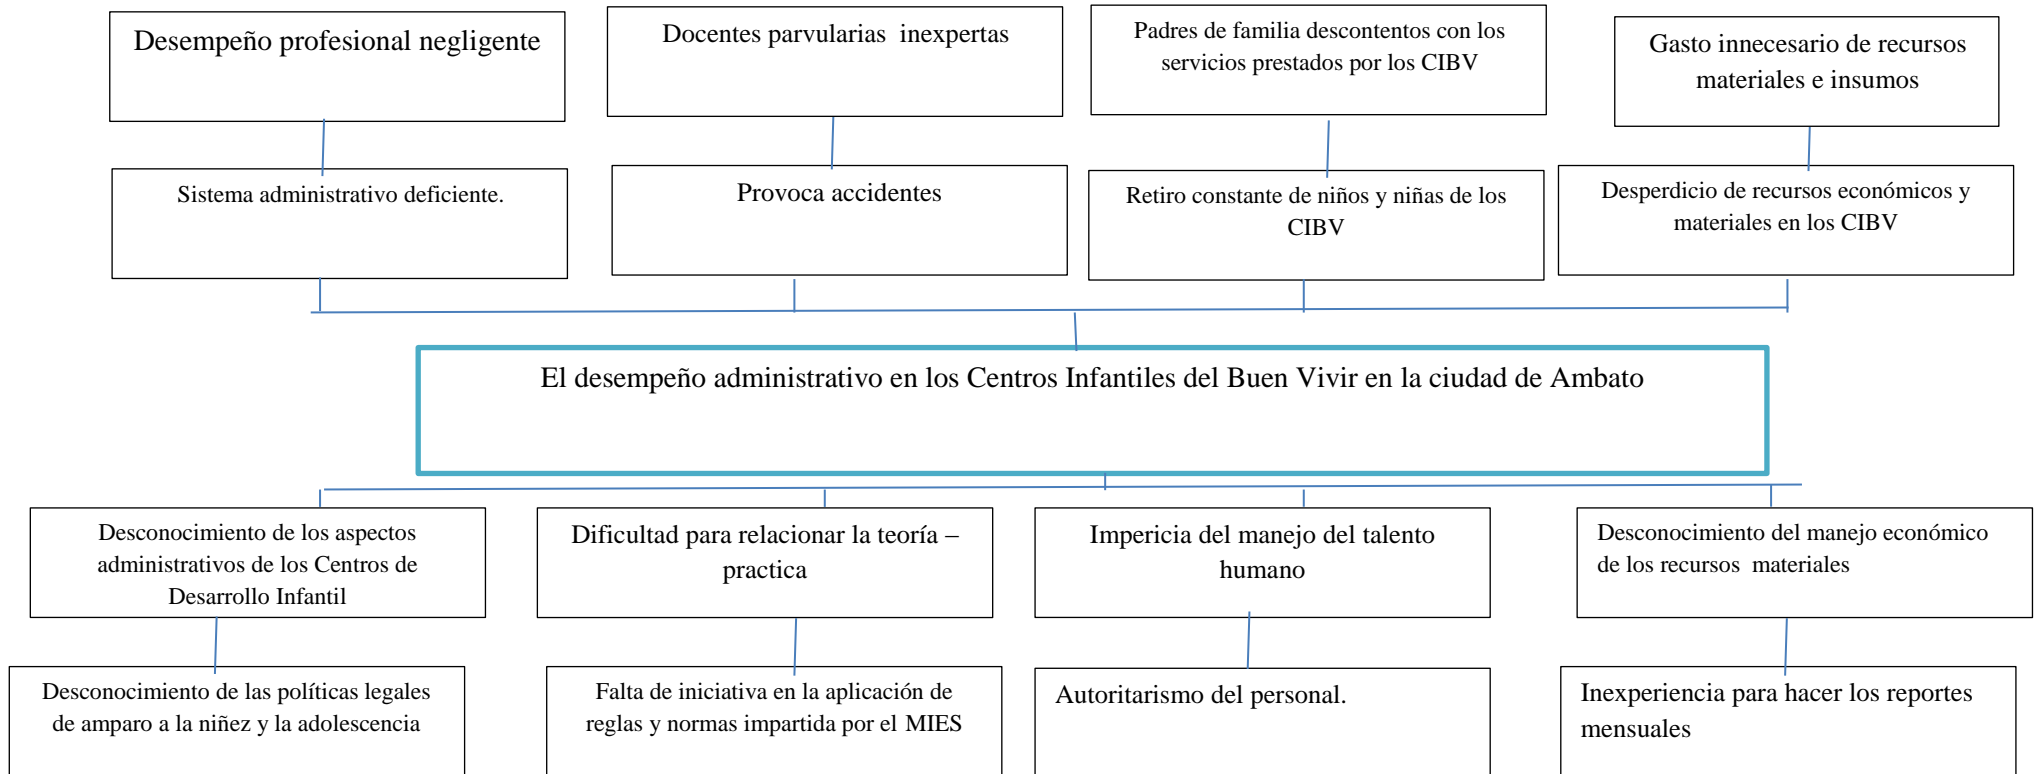 Desempeño profesional negligente
Docentes parvularias  inexpertas
Padres de familia descontentos con los
servicios prestados por los CIBV
Gasto innecesario de recursos
materiales e insumos
Sistema administrativo deficiente.
Provoca accidentes
Retiro constante de niños y niñas de los
CIBV
Desperdicio de recursos económicos y
materiales en los CIBV
El desempeño administrativo en los Centros Infantiles del Buen Vivir en la ciudad de Ambato
Desconocimiento de los aspectos
administrativos de los Centros de
Desarrollo Infantil
Dificultad para relacionar la teoría –
practica
Impericia del manejo del talento
humano
Desconocimiento del manejo económico
de los recursos  materiales
Desconocimiento de las políticas legales
de amparo a la niñez y la adolescencia
Falta de iniciativa en la aplicación de
reglas y normas impartida por el MIES
Autoritarismo del personal.
Inexperiencia para hacer los reportes
mensuales